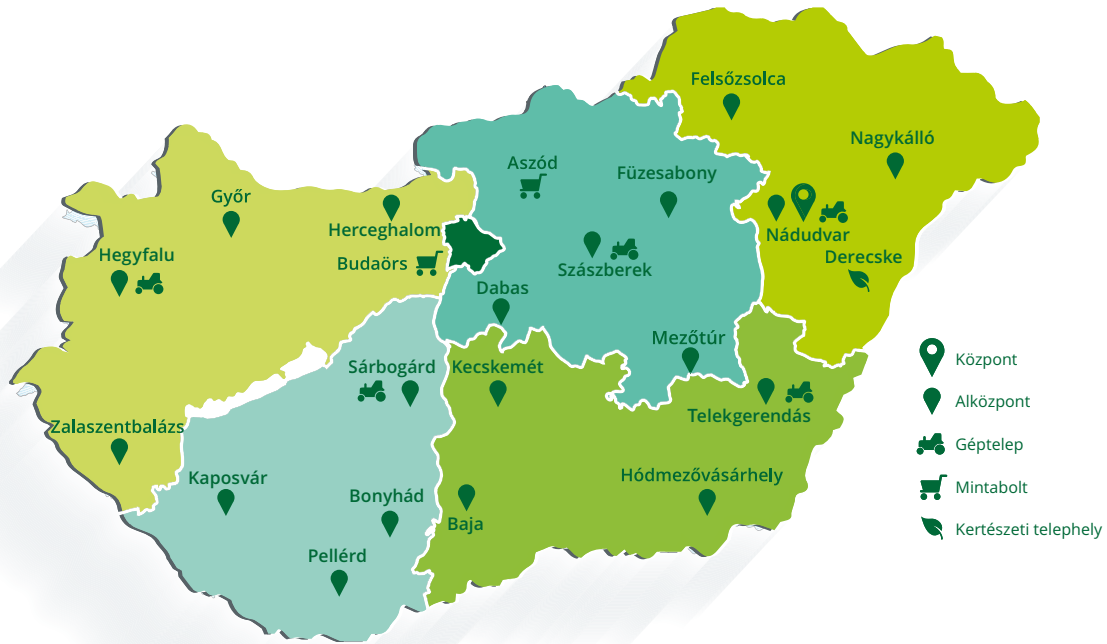 Felsőzsolca
Nagykálló
Aszód
Füzesabony
Győr
Herceghalom
Nádudvar
Hegyfalu
Budaörs
Szászberek
Derecske
Dabas
Mezőtúr
Központ
Sárbogárd
Kecskemét
Alközpont
Telekgerendás
Zalaszentbalázs
Géptelep
Kaposvár
Hódmezővásárhely
Mintabolt
Bonyhád
Baja
Kertészeti telephely
Pellérd